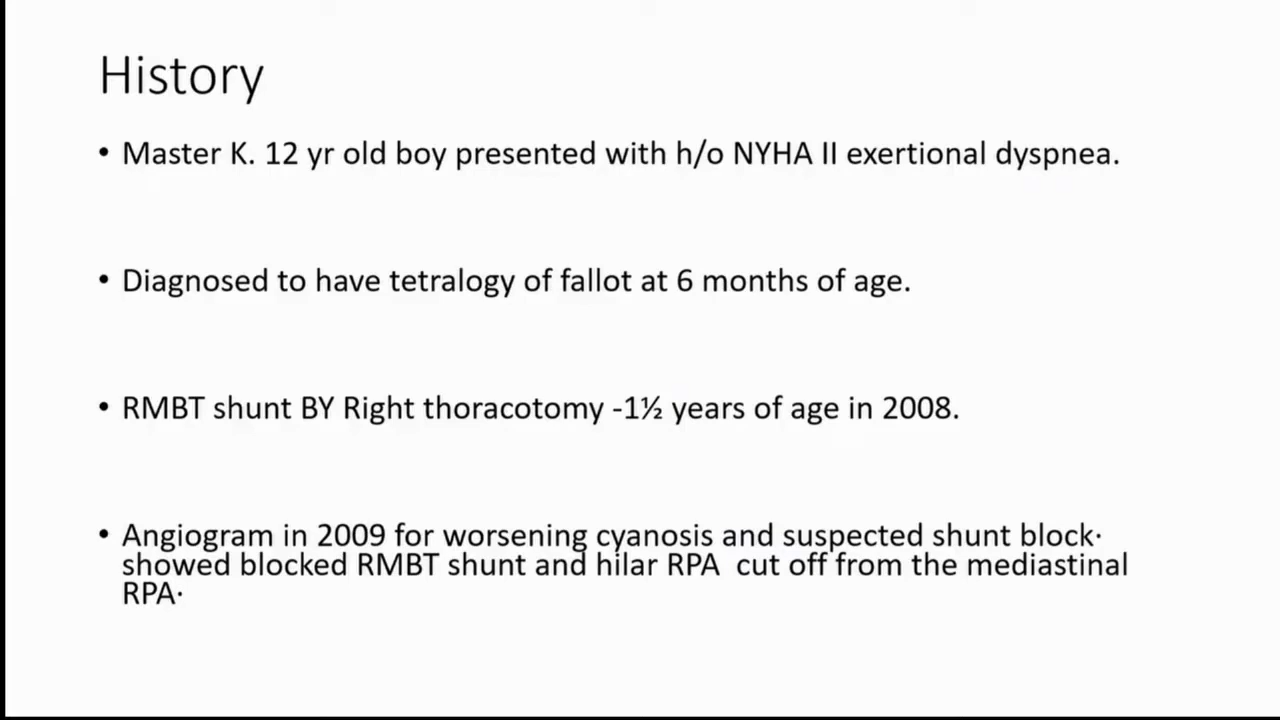 History
• Master K. 12 yr old boy presented with h/o NYHA II exertional dyspnea.
• Diagnosed to have tetralogy of fallot at 6 months of age.
• RMBT shunt BY Right thoracotomy -1½ years of age in 2008.
• Angiogram in 2009 for worsening cyanosis and suspected shunt block·
showed blocked RMBT shunt and hilar RPA cut off from the mediastinal
RPA·